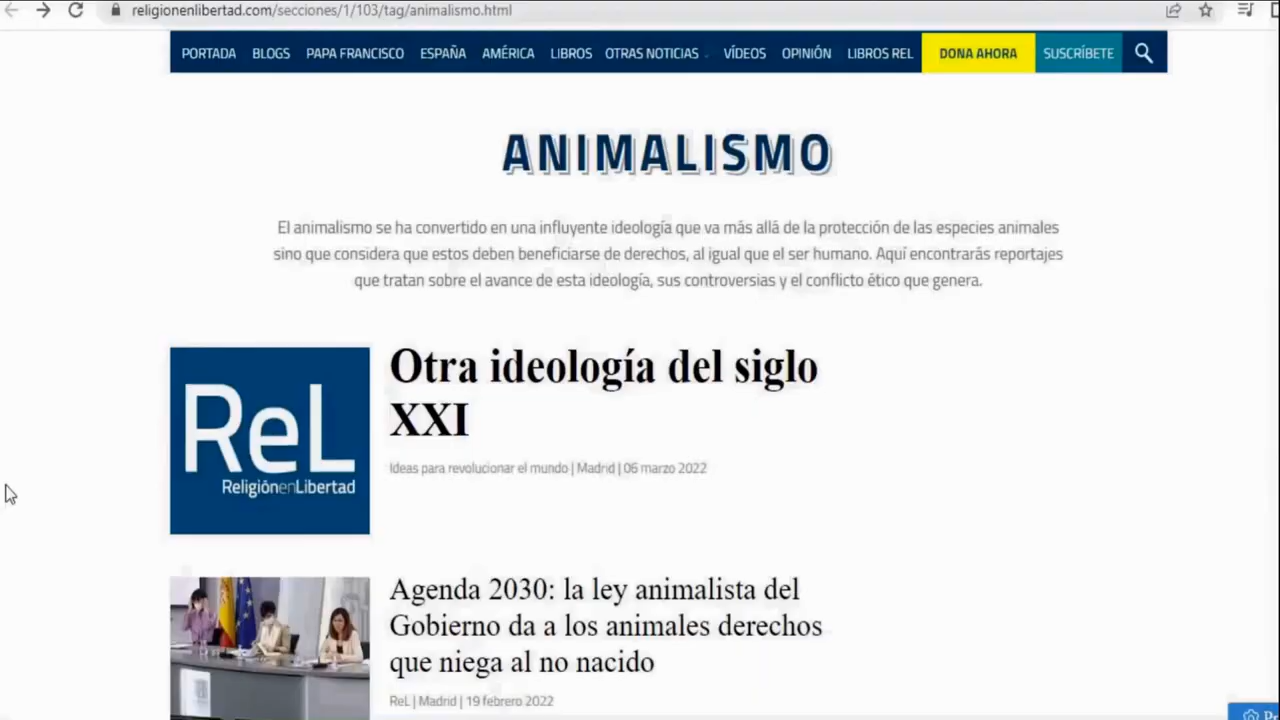 religionenlibertad.com/secciones/1/103/tag/animalismo.html
PORTADA BLOGS PAPA FRANCISCO ESPAÑA AMÉRICA LIBROS OTRAS NOTICIAS VÍDEOS OPINIÓN LIBROS REL DONA AHORA SUSCRÍBETE
ANIMALISMO
El animalismo se ha convertido en una influyente ideología que va más allá de la protección de las especies animales
sino que considera que estos deben beneficiarse de derechos, al igual que el ser humano. Aquí encontrarás reportajes
que tratan sobre el avance de esta ideología, sus controversias y el conflicto ético que genera.
ReL
ReligiónenLibertad
Otra ideología del siglo
XXI
Ideas para revolucionar el mundo | Madrid | 06 marzo 2022
Agenda 2030: la ley animalista del
Gobierno da a los animales derechos
que niega al no nacido
ReL | Madrid | 19 febrero 2022